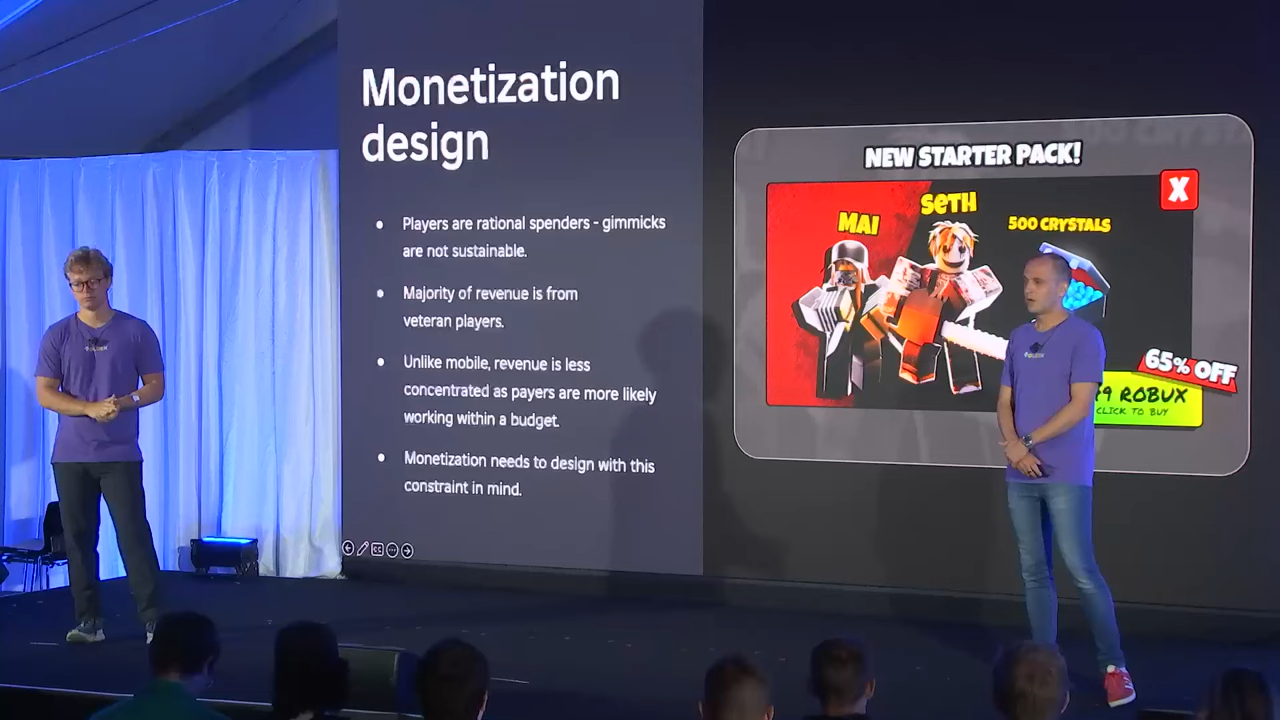 Monetization
design
Players are rational spenders - gimmicks
are not sustainable.
Majority of revenue is from
veteran players.
Unlike mobile, revenue is less
concentrated as payers are more likely
working within a budget.
Monetization needs to design with this
constraint in mind.
NEW STARTER PACK!
X
MAI
SETH
500 CRYSTALS
65% OFF
9 ROBUX
CLICK TO BUY